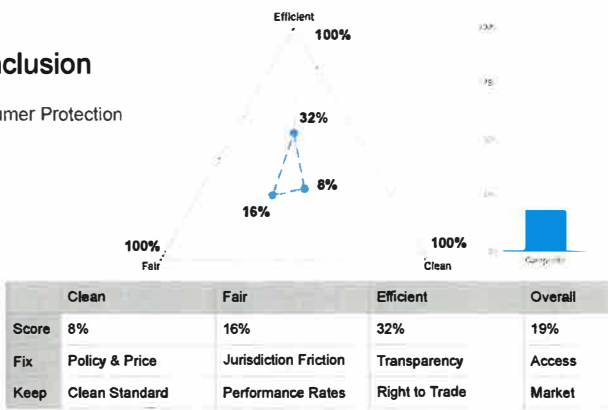 Efficient
100%
clusion
umer Protection
32%
8%
16%
100%
Fair
100%
Clean
Clean Fair Efficient Overall
Score 8% 16% 32% 19%
Fix Policy & Price Jurisdiction Friction Transparency Access
Keep Clean Standard Performance Rates Right to Trade Market